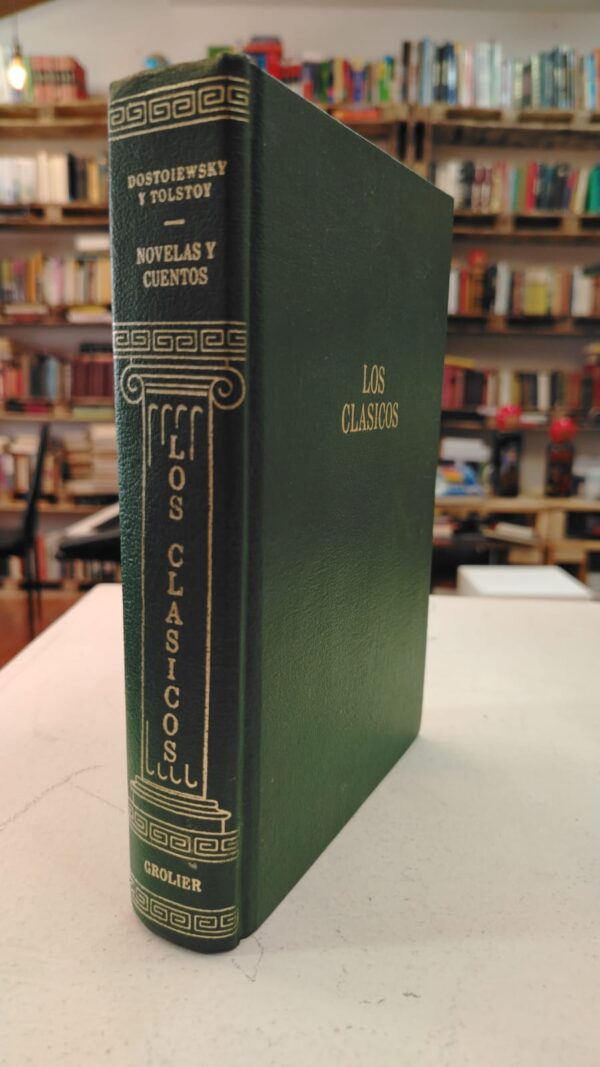 DOSTOIEWSKY
Y TOLSTOY
NOVELAS Y
CUENTOS
LOS CLASICOS
GROLIER
LOS
CLASICOS